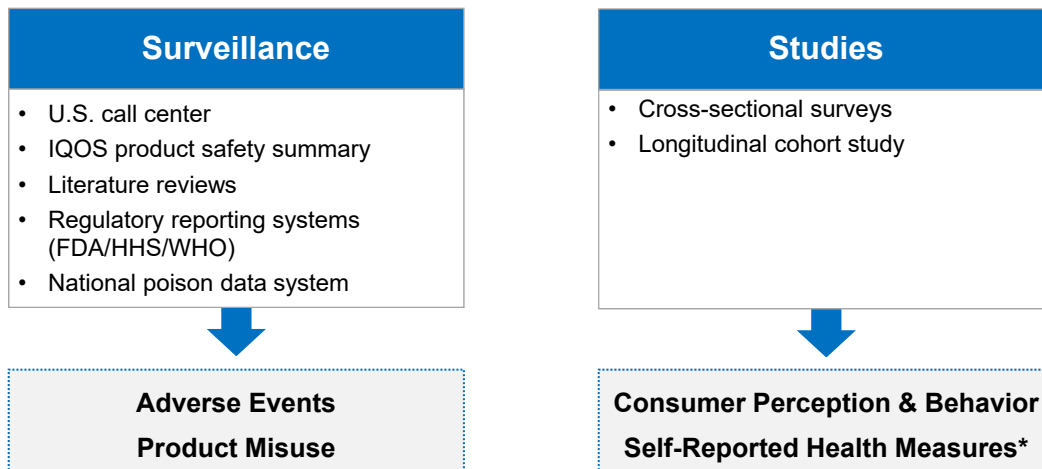 Surveillance
• U.S. call center
• IQOS product safety summary
• Literature reviews
• Regulatory reporting systems
(FDA/HHS/WHO)
• National poison data system
Adverse Events
Product Misuse
Studies
• Cross-sectional surveys
• Longitudinal cohort study
Consumer Perception & Behavior
Self-Reported Health Measures*